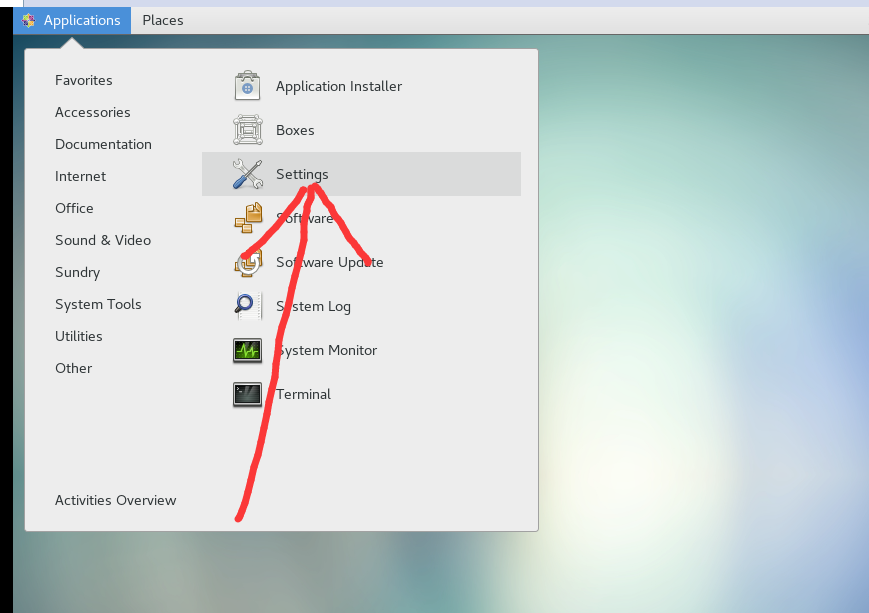 Applications Places
Favorites
Accessories
Documentation
Internet
Office
Sound & Video
Sundry
System Tools
Utilities
Other
Activities Overview
Application Installer
Boxes
Settings
Software
Software Update
System Log
System Monitor
Terminal